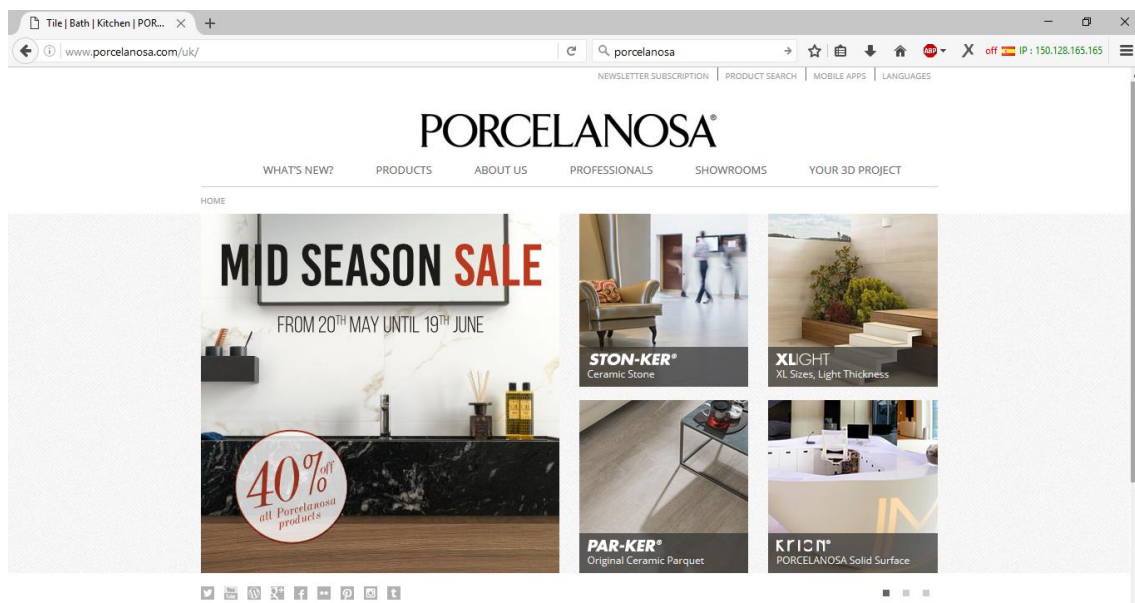 Tile | Bath | Kitchen | POR...
www.porcelanosa.com/uk/
porcelanosa
ABP
off IP : 150.128.165.165
NEWSLETTER SUBSCRIPTION | PRODUCT SEARCH | MOBILE APPS | LANGUAGES
PORCELANOSA®
WHAT'S NEW? PRODUCTS ABOUT US PROFESSIONALS SHOWROOMS YOUR 3D PROJECT
HOME
MID SEASON SALE
FROM 20TH MAY UNTIL 19TH JUNE
40% off
all Porcelanosa
products
STON-KER®
Ceramic Stone
XLIGHT
XL Sizes, Light Thickness
PAR-KER®
Original Ceramic Parquet
KRION®
PORCELANOSA Solid Surface